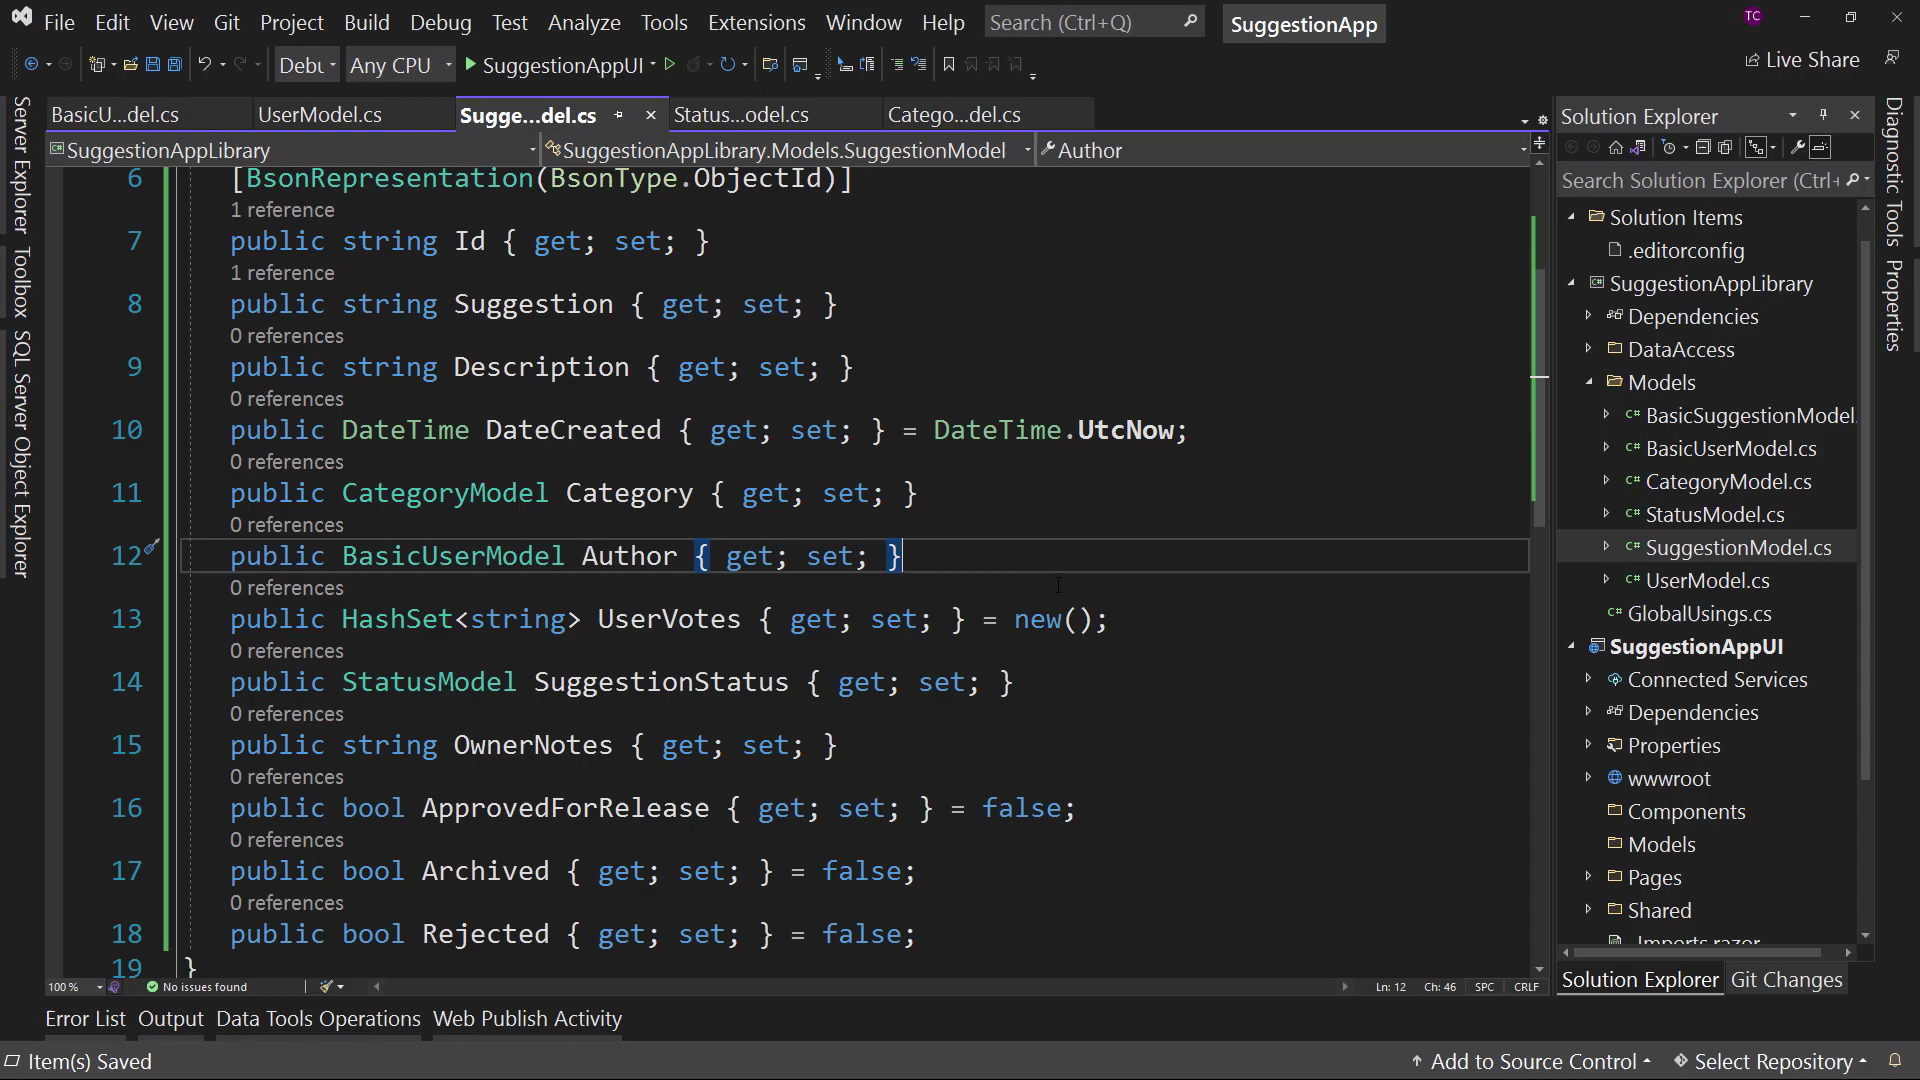 File Edit View Git Project Build Debug Test Analyze Tools Extensions Window Help Search (Ctrl+Q) SuggestionApp TC
Debu Any CPU SuggestionAppUI Live Share
BasicU...del.cs UserModel.cs Sugge...del.cs Status...odel.cs Catego...del.cs
SuggestionAppLibrary SuggestionAppLibrary.Models.SuggestionModel Author
6 [BsonRepresentation(BsonType.ObjectId)]
1 reference
7 public string Id { get; set; }
1 reference
8 public string Suggestion { get; set; }
0 references
9 public string Description { get; set; }
0 references
10 public DateTime DateCreated { get; set; } = DateTime.UtcNow;
0 references
11 public CategoryModel Category { get; set; }
0 references
12 public BasicUserModel Author { get; set; }
0 references
13 public HashSet<string> UserVotes { get; set; } = new();
0 references
14 public StatusModel SuggestionStatus { get; set; }
0 references
15 public string OwnerNotes { get; set; }
0 references
16 public bool ApprovedForRelease { get; set; } = false;
0 references
17 public bool Archived { get; set; } = false;
0 references
18 public bool Rejected { get; set; } = false;
19 }
100 % No issues found Ln: 12 Ch: 46 SPC CRLF
Error List Output Data Tools Operations Web Publish Activity
Item(s) Saved Add to Source Control Select Repository
Server Explorer
Toolbox
SQL Server Object Explorer
Solution Explorer
Search Solution Explorer (Ctrl+
Solution Items
.editorconfig
SuggestionAppLibrary
Dependencies
DataAccess
Models
C# BasicSuggestionModel.
C# BasicUserModel.cs
C# CategoryModel.cs
C# StatusModel.cs
C# SuggestionModel.cs
C# UserModel.cs
C# GlobalUsings.cs
SuggestionAppUI
Connected Services
Dependencies
Properties
wwwroot
Components
Models
Pages
Shared
_Imports.razor
Solution Explorer Git Changes
Diagnostic Tools
Properties